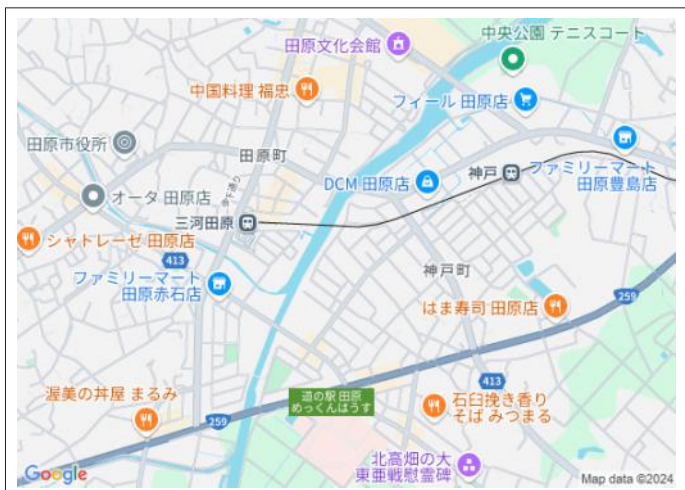 中央公園 テニスコート
田原文化会館
中国料理 福忠
フィール 田原店
田原市役所
田原町
ファミリーマート
田原豊島店
神戸
DCM 田原店
オータ 田原店
三河田原
シャトレーゼ 田原店
413
ファミリーマート
田原赤石店
神戸町
259
はま寿司 田原店
413
道の駅 田原
めっくんはうす
渥美の丼屋 まるみ
259
石臼挽き香り
そば みつまる
北高畑の大
東亜戦慰霊碑
Google
Map data ©2024